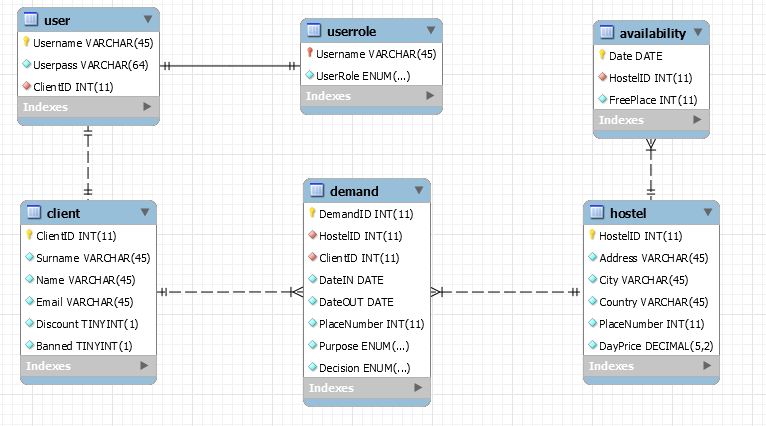 user
Username VARCHAR(45)
Userpass VARCHAR(64)
ClientID INT(11)
Indexes
userrole
Username VARCHAR(45)
UserRole ENUM(...)
Indexes
availability
Date DATE
HostelID INT(11)
FreePlace INT(11)
Indexes
client
ClientID INT(11)
Surname VARCHAR(45)
Name VARCHAR(45)
Email VARCHAR(45)
Discount TINYINT(1)
Banned TINYINT(1)
Indexes
demand
DemandID INT(11)
HostelID INT(11)
ClientID INT(11)
DateIN DATE
DateOUT DATE
PlaceNumber INT(11)
Purpose ENUM(...)
Decision ENUM(...)
Indexes
hostel
HostelID INT(11)
Address VARCHAR(45)
City VARCHAR(45)
Country VARCHAR(45)
PlaceNumber INT(11)
DayPrice DECIMAL(5,2)
Indexes